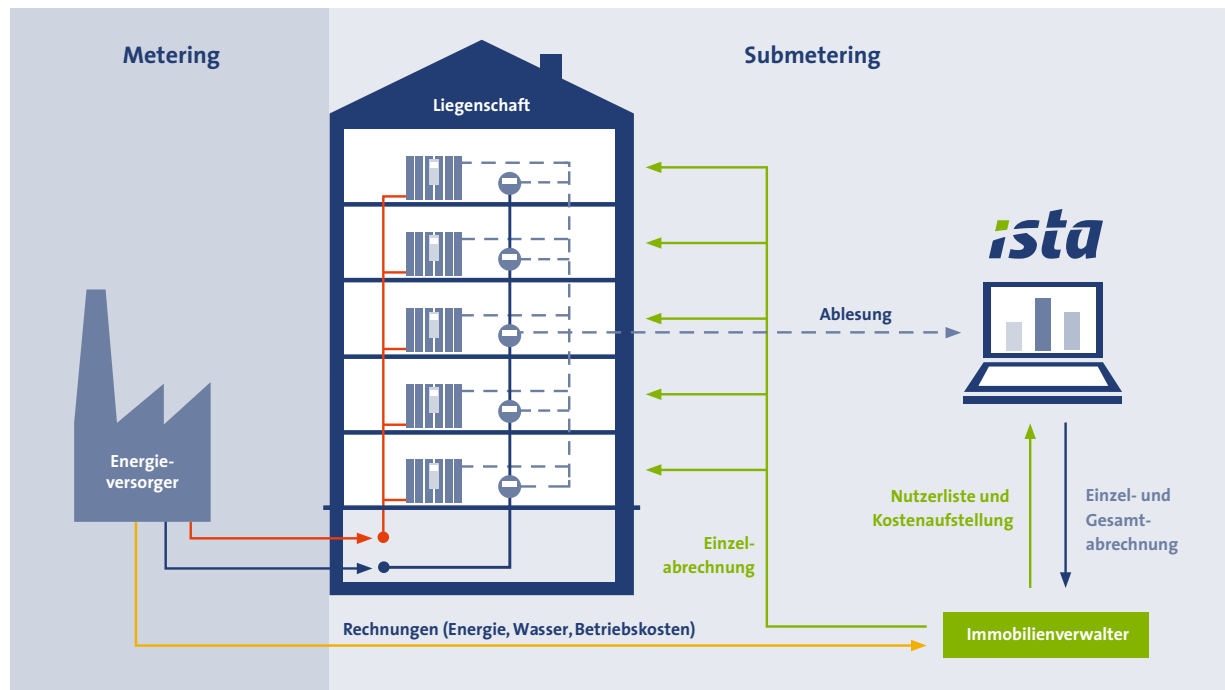 Metering
Submetering
Liegenschaft
ista
Ablesung
Energie-
versorger
Nutzerliste und
Kostenaufstellung
Einzel- und
Gesamt-
abrechnung
Einzel-
abrechnung
Rechnungen (Energie, Wasser, Betriebskosten)
Immobilienverwalter